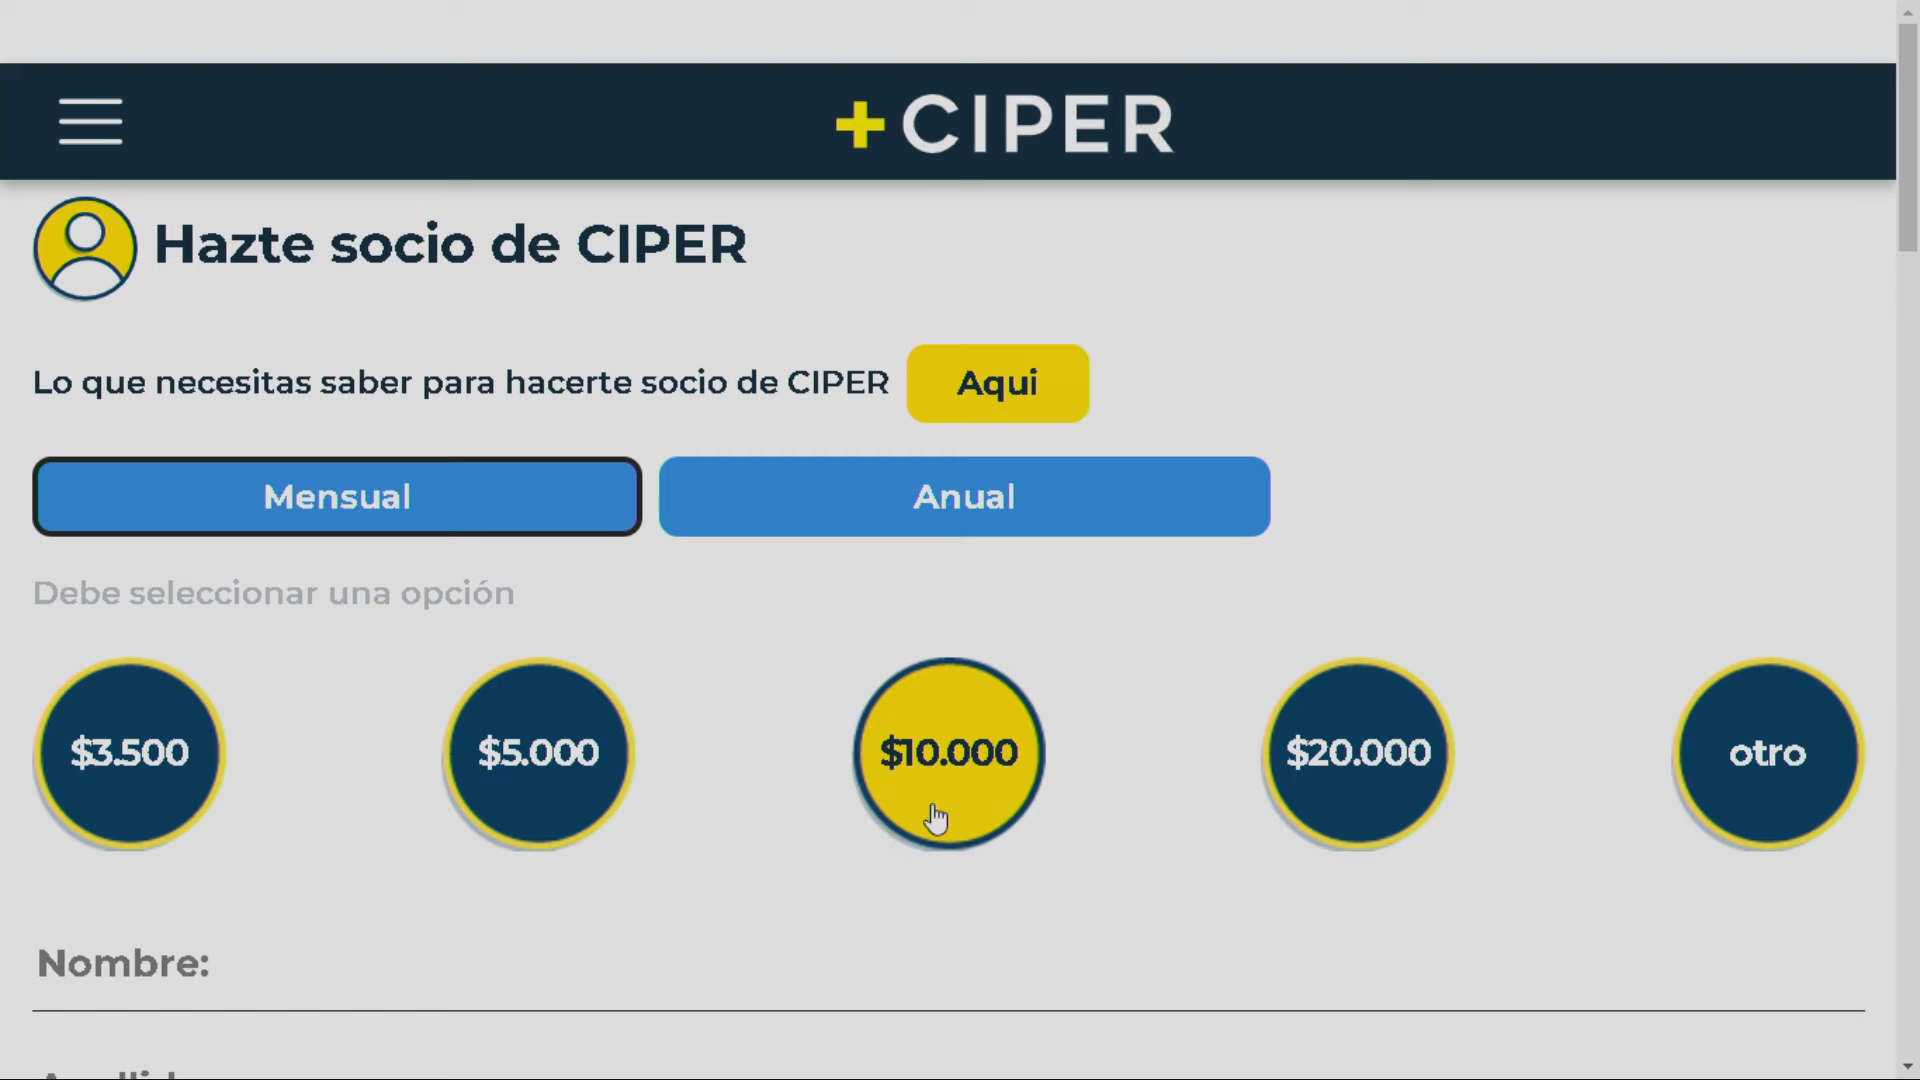 +CIPER
Hazte socio de CIPER
Lo que necesitas saber para hacerte socio de CIPER Aqui
Mensual Anual
Debe seleccionar una opción
$3.500 $5.000 $10.000 $20.000 otro
Nombre: